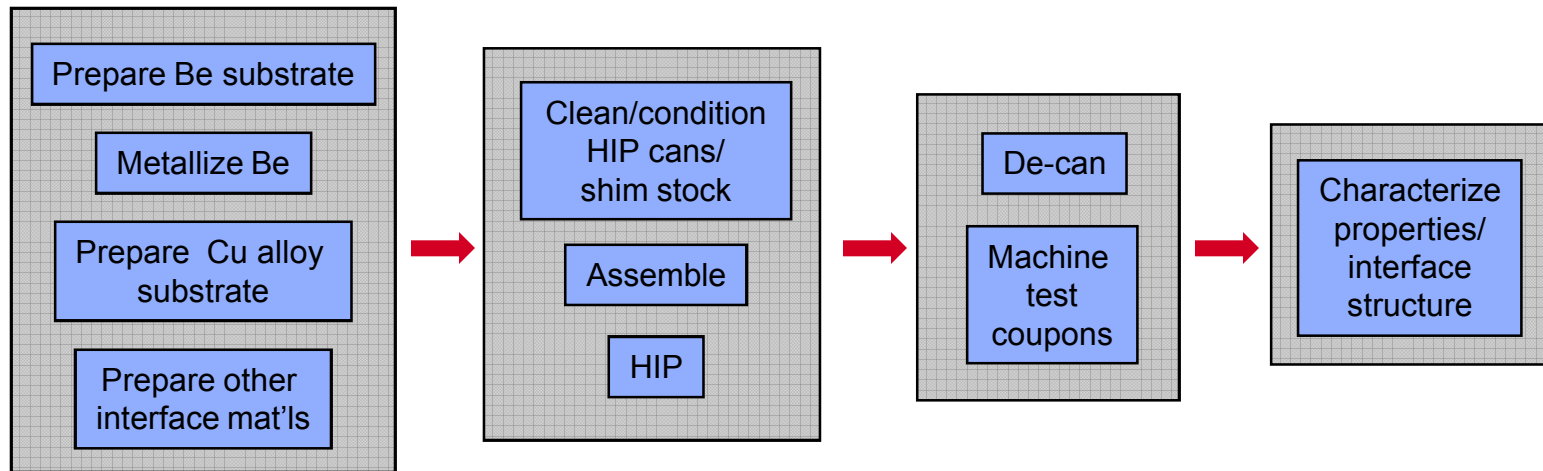 Prepare Be substrate
Metallize Be
Prepare Cu alloy
substrate
Prepare other
interface mat'ls
Clean/condition
HIP cans/
shim stock
Assemble
HIP
De-can
Machine
test
coupons
Characterize
properties/
interface
structure